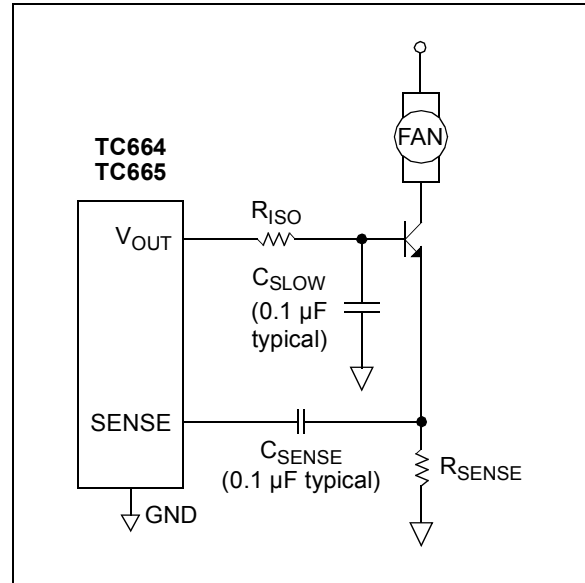 FAN
TC664
TC665
R_ISO
V_OUT
C_SLOW
(0.1 µF
typical)
SENSE
C_SENSE
(0.1 µF typical)
R_SENSE
GND